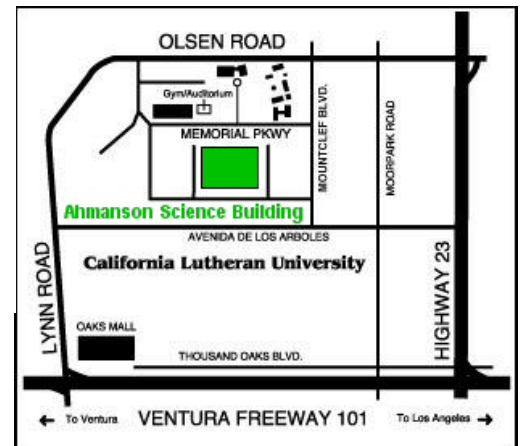 OLSEN ROAD
Gym/Auditorium
MEMORIAL PKWY
MOUNTCLEF BLVD.
MOORPARK ROAD
Ahmanson Science Building
AVENIDA DE LOS ARBOLES
California Lutheran University
LYNN ROAD
HIGHWAY 23
OAKS MALL
THOUSAND OAKS BLVD.
To Ventura
VENTURA FREEWAY 101
To Los Angeles